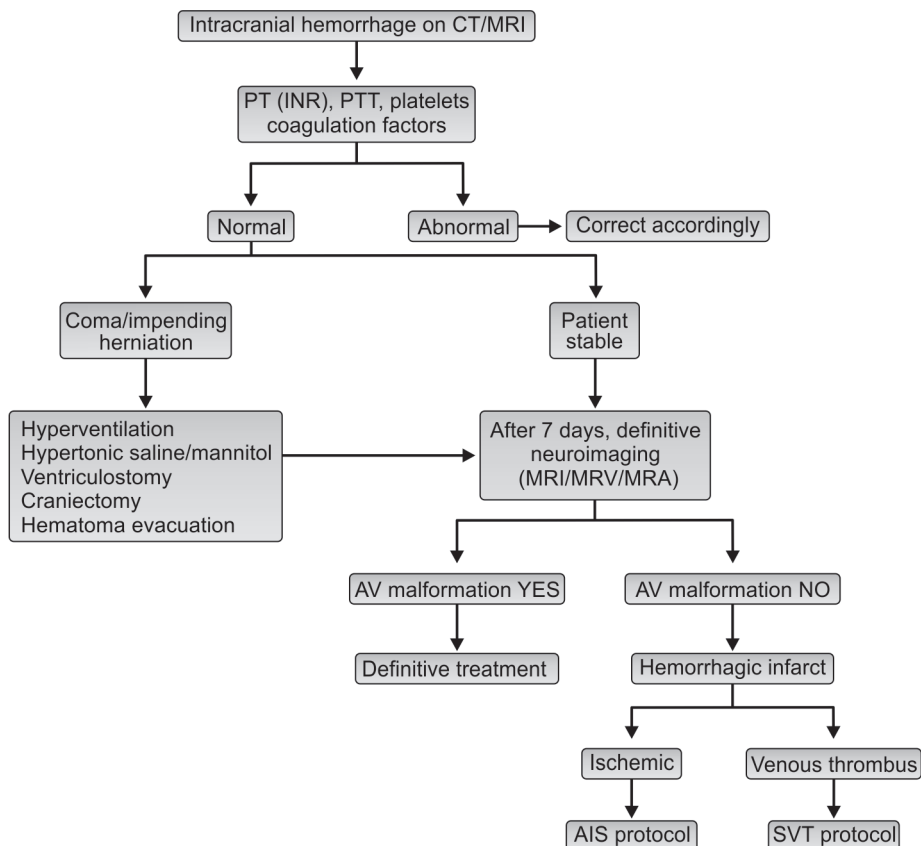 Intracranial hemorrhage on CT/MRI
PT (INR), PTT, platelets
coagulation factors
Normal
Abnormal
Correct accordingly
Coma/impending
herniation
Patient
stable
Hyperventilation
Hypertonic saline/mannitol
Ventriculostomy
Craniectomy
Hematoma evacuation
After 7 days, definitive
neuroimaging
(MRI/MRV/MRA)
AV malformation YES
AV malformation NO
Definitive treatment
Hemorrhagic infarct
Ischemic
Venous thrombus
AIS protocol
SVT protocol